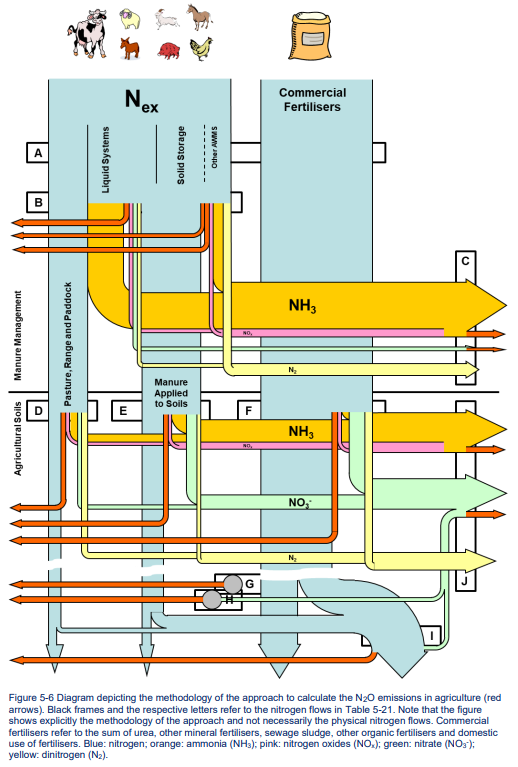 Nex
Commercial
Fertilisers
A
Liquid Systems
Solid Storage
Other AWMS
B
C
Manure Management
Pasture, Range and Paddock
NH3
NOx
N2
Manure
Applied
to Soils
Agricultural Soils
D
E
F
NH3
NOx
NO3-
N2
G
J
H
I
Figure 5-6 Diagram depicting the methodology of the approach to calculate the N2O emissions in agriculture (red
arrows). Black frames and the respective letters refer to the nitrogen flows in Table 5-21. Note that the figure
shows explicitly the methodology of the approach and not necessarily the physical nitrogen flows. Commercial
fertilisers refer to the sum of urea, other mineral fertilisers, sewage sludge, other organic fertilisers and domestic
use of fertilisers. Blue: nitrogen; orange: ammonia (NH3); pink: nitrogen oxides (NOx); green: nitrate (NO3-);
yellow: dinitrogen (N2).